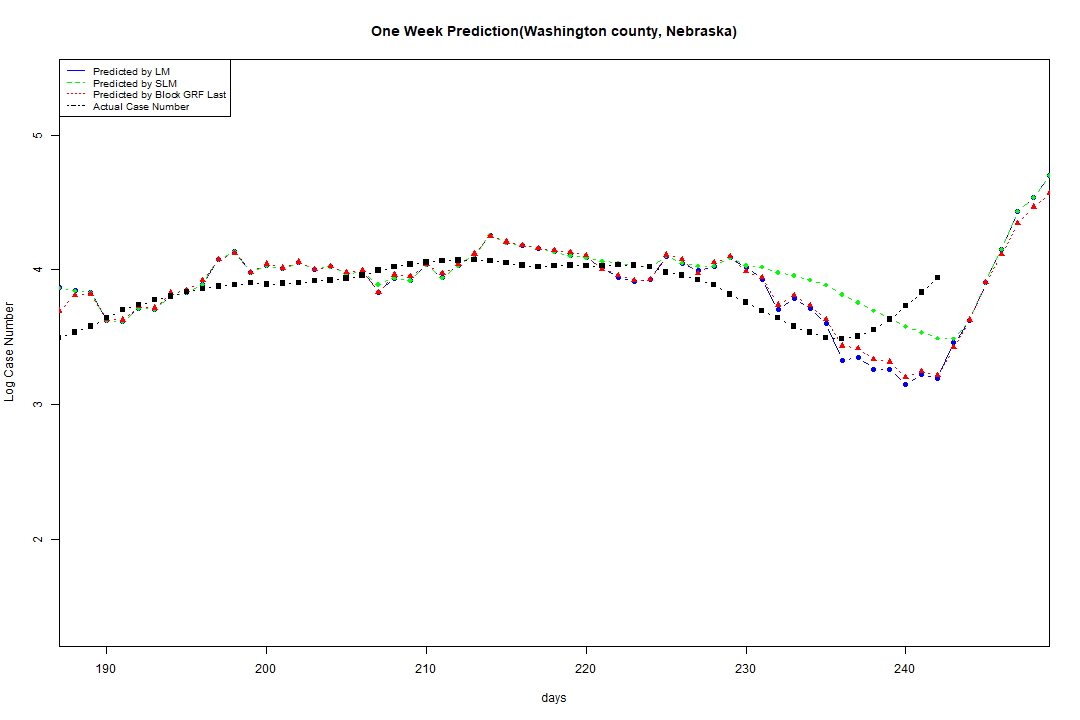 One Week Prediction(Washington county, Nebraska)
Predicted by LM
Predicted by SLM
Predicted by Block GRF Last
Actual Case Number
5
4
3
2
Log Case Number
190 200 210 220 230 240
days